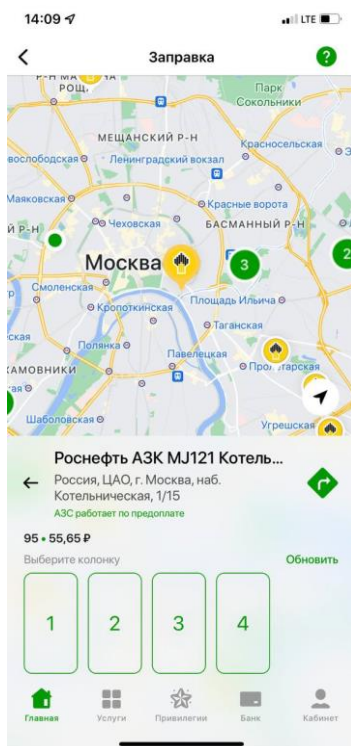 14:09
LTE
Заправка
?
РОЩ.
Парк
Сокольники
МЕЩАНСКИЙ Р-Н
Красносельская
Ленинградский вокзал
Маяковская
Красные ворота
Чеховская
БАСМАННЫЙ Р-Н
Москва
3
2
Смоленская
Площадь Ильича
Кропоткинская
Таганская
Полянка
Павелецкая
ХАМОВНИКИ
Шаболовская
Угрешская
Роснефть АЗК MJ121 Котель...
Россия, ЦАО, г. Москва, наб.
Котельническая, 1/15
АЗС работает по предоплате
95 • 55,65 ₽
Выберите колонку
Обновить
1
2
3
4
Главная
Услуги
Привилегии
Банк
Кабинет